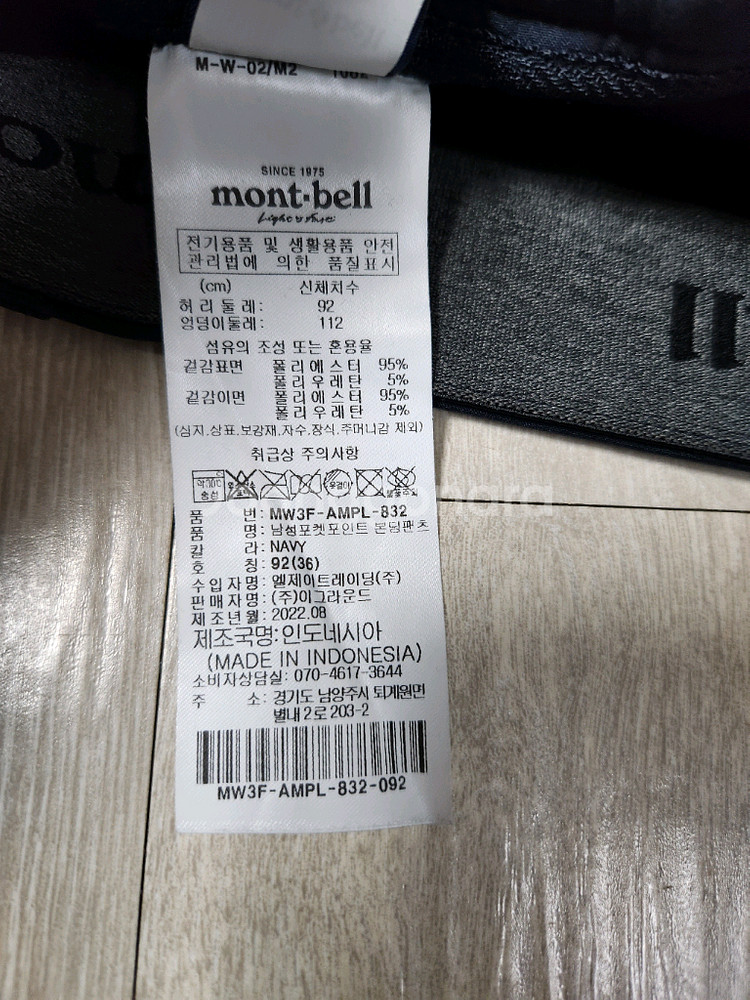 M-W-02/M2
SINCE 1975
mont-bell
Light & Fast
전기용품 및 생활용품 안전
관리법에 의한 품질표시
(cm) 신체치수
허리둘레: 92
엉덩이둘레: 112
섬유의 조성 또는 혼용율
겉감표면 폴리에스터 95%
폴리우레탄 5%
겉감이면 폴리에스터 95%
폴리우레탄 5%
(심지.상표.보강재.자수.장식.주머니감 제외)
취급상 주의사항
품 번: MW3F-AMPL-832
품 명: 남성포켓포인트 본딩팬츠
칼 라: NAVY
호 칭: 92(36)
수입자명: 엘제이트레이딩(주)
판매자명: (주)이그라운드
제조년월: 2022.08
제조국명: 인도네시아
(MADE IN INDONESIA)
소비자상담실: 070-4617-3644
주 소: 경기도 남양주시 퇴계원면
별내2로 203-2
MW3F-AMPL-832-092